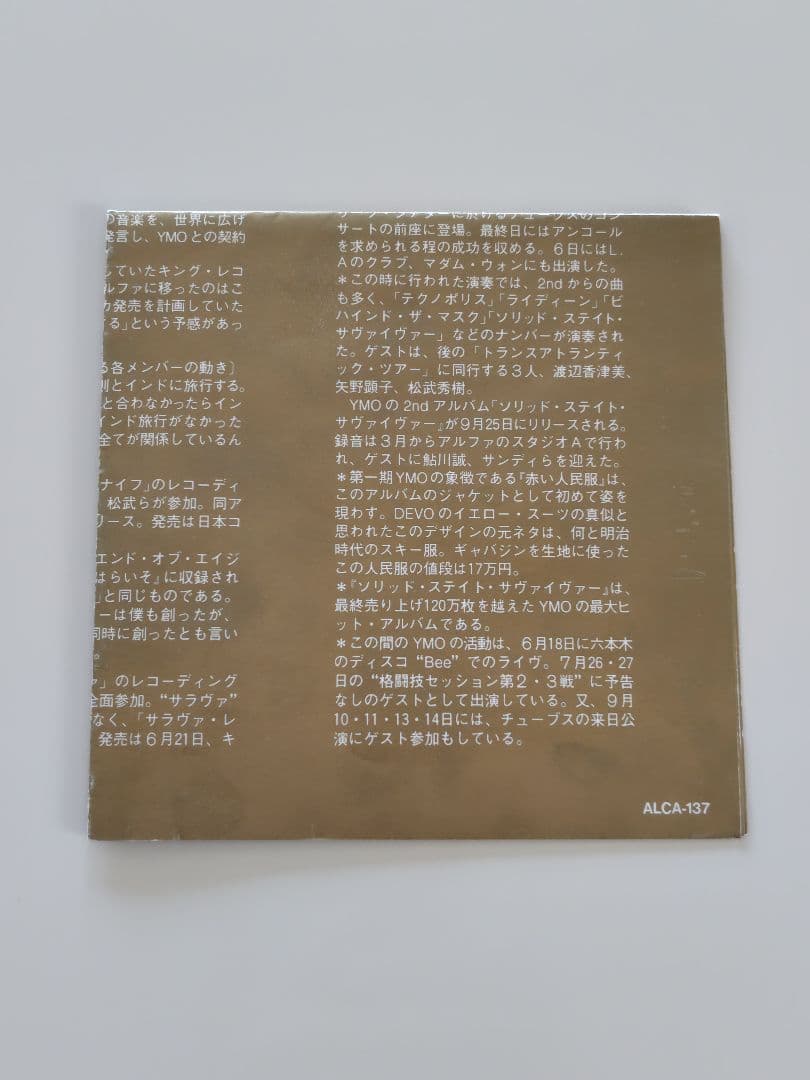 の音楽を、世界に広げ
発言し、YMOとの契約
していたキング・レコ
ルファに移ったのはこ
カ発売を計画していた
する」という予感があっ
る各メンバーの動き〕
別とインドに旅行する。
と合わなかったらイン
インド旅行がなかった
全てが関係しているん
ナイフ」のレコーディ
松武らが参加。同ア
リース。発売は日本コ
エンド・オブ・エイジ
はらいそ』に収録され
」と同じものである。
ーは僕も創ったが、
同時に創ったとも言い
。
ァ」のレコーディング
全面参加。“サラヴァ”
なく、「サラヴァ・レ
発売は6月21日、キ
サートの前座に登場。最終日にはアンコール
を求められる程の成功を収める。6日にはL.
Aのクラブ、マダム・ウォンにも出演した。
＊この時に行われた演奏では、2ndからの曲
も多く、「テクノポリス」「ライディーン」「ビ
ハインド・ザ・マスク」「ソリッド・ステイト・
サヴァイヴァー」などのナンバーが演奏され
た。ゲストは、後の「トランスアトランティ
ック・ツアー」に同行する3人、渡辺香津美、
矢野顕子、松武秀樹。
YMOの2ndアルバム「ソリッド・ステイト・
サヴァイヴァー』が9月25日にリリースされる。
録音は3月からアルファのスタジオAで行わ
れ、ゲストに鮎川誠、サンディらを迎えた。
＊第一期YMOの象徴である『赤い人民服』は、
このアルバムのジャケットとして初めて姿を
現わす。DEVOのイエロー・スーツの真似と
思われたこのデザインの元ネタは、何と明治
時代のスキー服。ギャバジンを生地に使った
この人民服の値段は17万円。
＊『ソリッド・ステイト・サヴァイヴァー』は、
最終売り上げ120万枚を越えたYMOの最大ヒ
ット・アルバムである。
＊この間のYMOの活動は、6月18日に六本木
のディスコ“Bee”でのライヴ。7月26・27
日の“格闘技セッション第2・3戦”に予告
なしのゲストとして出演している。又、9月
10・11・13・14日には、チューブスの来日公
演にゲスト参加もしている。
ALCA-137